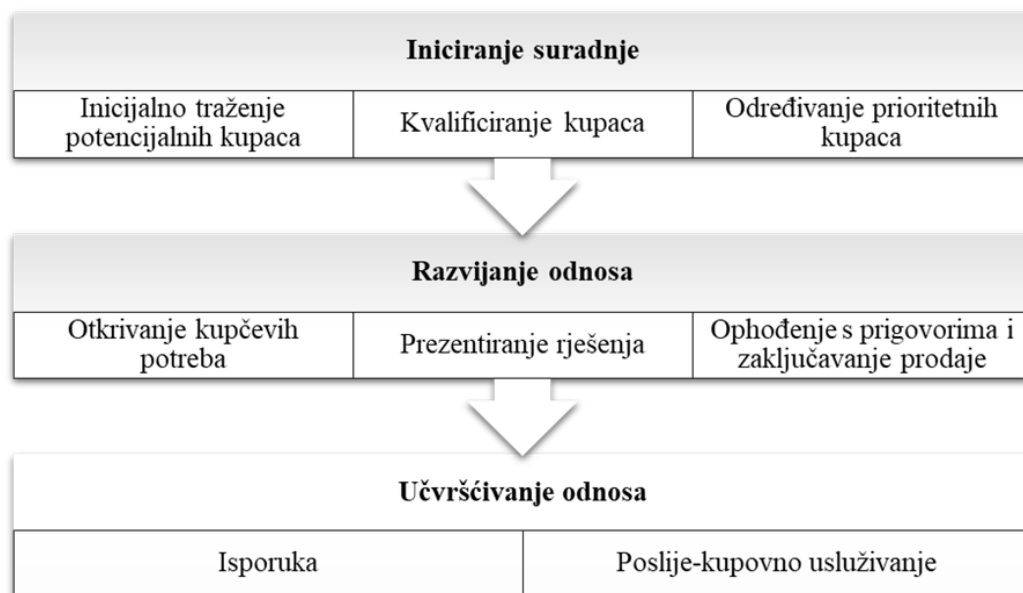 Iniciranje suradnje
Inicijalno traženje
potencijalnih kupaca
Kvalificiranje kupaca
Određivanje prioritetnih
kupaca
Razvijanje odnosa
Otkrivanje kupčevih
potreba
Prezentiranje rješenja
Ophođenje s prigovorima i
zaključavanje prodaje
Učvršćivanje odnosa
Isporuka
Poslije-kupovno usluživanje